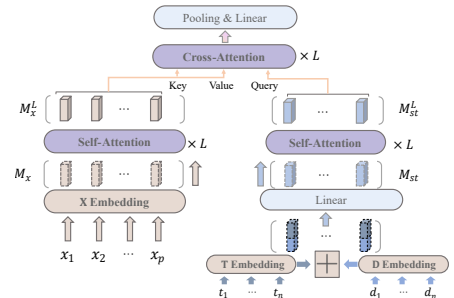 Pooling & Linear
Cross-Attention × L
Key Value Query
M_x^L ... M_st^L ...
Self-Attention × L Self-Attention × L
M_x ... M_st ...
X Embedding Linear
x_1 x_2 ... x_p ...
T Embedding + D Embedding
t_1 ... t_n d_1 ... d_n